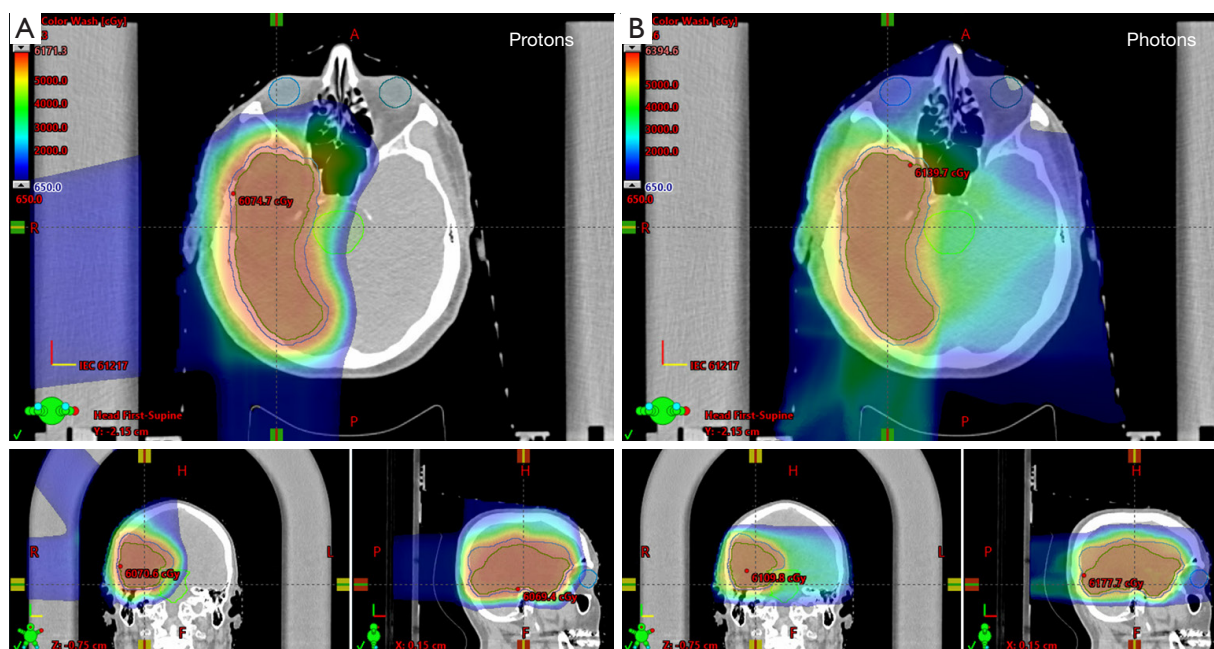 A
Color Wash [cGy]
A
Protons
6171.3
5000.0
4000.0
3000.0
2000.0
650.0
650.0
6074.7 cGy
R
IEC 61217
Head First-Supine
Y: -2.15 cm
P
B
Color Wash [cGy]
A
Photons
6394.6
5000.0
4000.0
3000.0
2000.0
650.0
650.0
6139.7 cGy
R
IEC 61217
Head First-Supine
Y: -2.15 cm
P
H
R
L
6070.6 cGy
F
Z: -0.75 cm
H
P
6069.4 cGy
F
X: 0.15 cm
H
R
L
6109.8 cGy
F
Z: -0.75 cm
H
P
6177.7 cGy
F
X: 0.15 cm